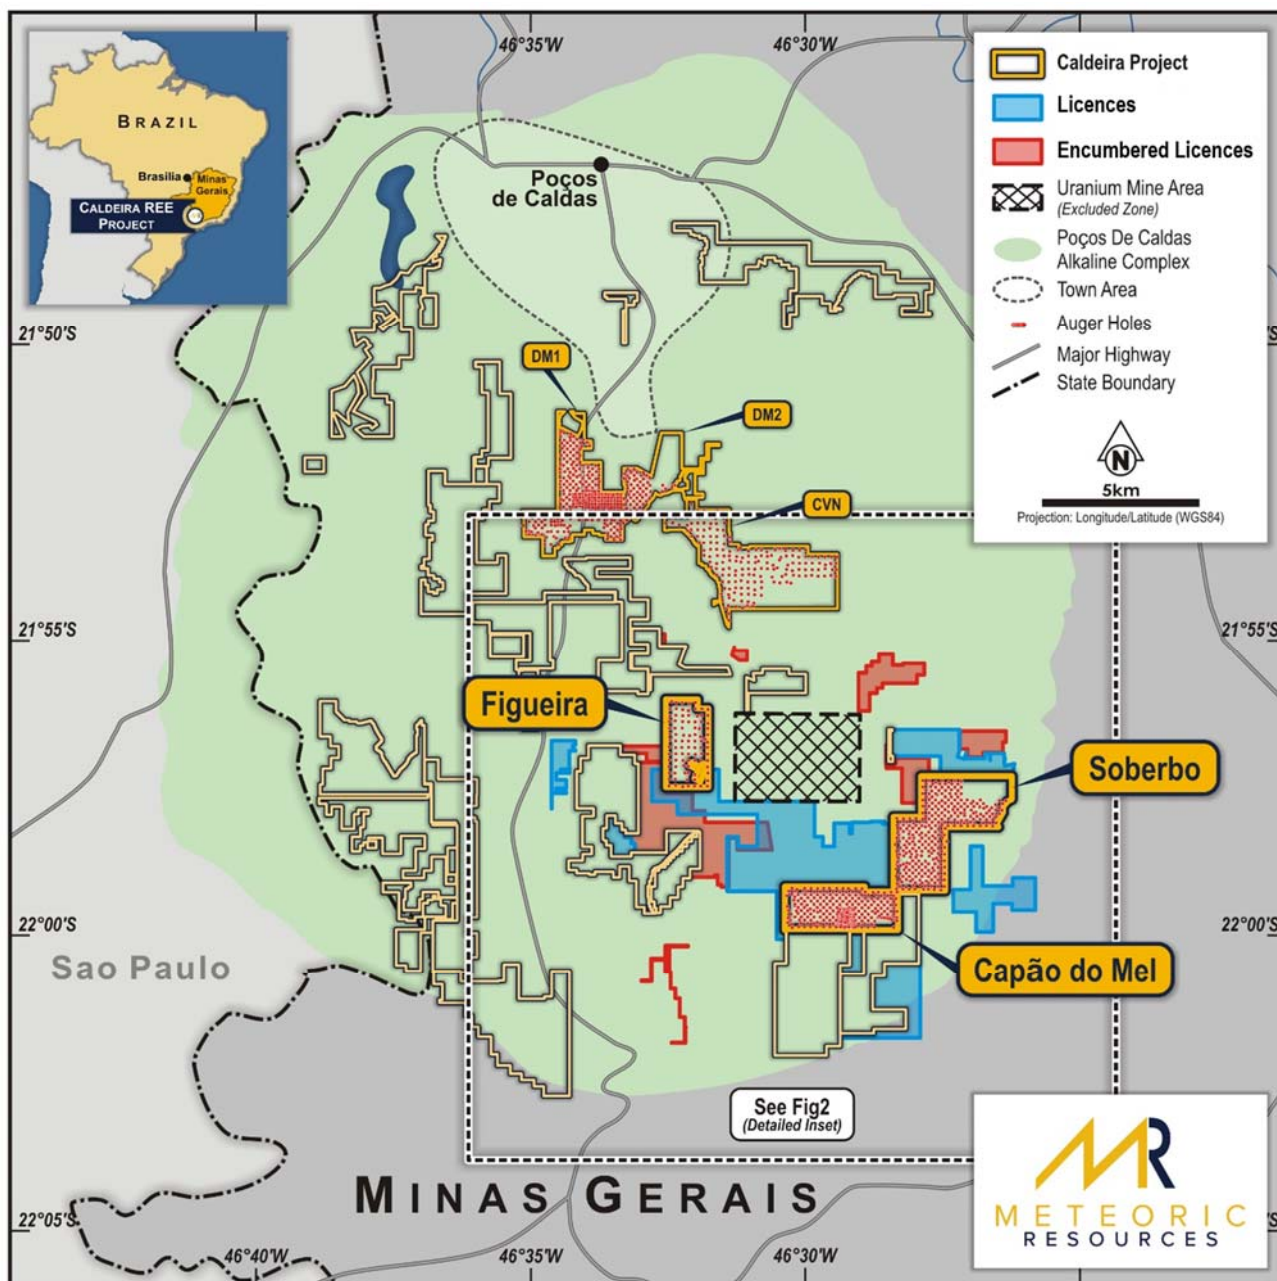 46°35'W
46°30'W
BRAZIL
Brasilia
Minas
Gerais
CALDEIRA REE
PROJECT
Poços
de Caldas
Caldeira Project
Licences
Encumbered Licences
Uranium Mine Area
(Excluded Zone)
Poços De Caldas
Alkaline Complex
Town Area
Auger Holes
Major Highway
State Boundary
N
5km
Projection: Longitude/Latitude (WGS84)
21°50'S
DM1
DM2
CVN
21°55'S
21°55'S
Figueira
Soberbo
22°00'S
22°00'S
Sao Paulo
Capão do Mel
See Fig2
(Detailed Inset)
MINAS GERAIS
MR
METEORIC
RESOURCES
22°05'S
46°40'W
46°35'W
46°30'W